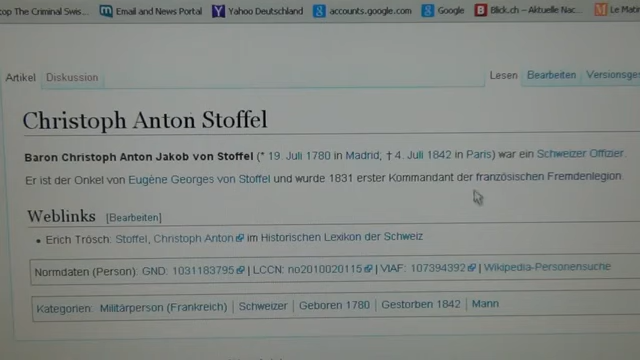 top The Criminal Swis...
Email and News Portal
Yahoo Deutschland
accounts.google.com
Google
Blick.ch – Aktuelle Nac...
Le Mati
Artikel Diskussion
Lesen Bearbeiten Versionsges
Christoph Anton Stoffel
Baron Christoph Anton Jakob von Stoffel (* 19. Juli 1780 in Madrid, † 4. Juli 1842 in Paris) war ein Schweizer Offizier.
Er ist der Onkel von Eugène Georges von Stoffel und wurde 1831 erster Kommandant der französischen Fremdenlegion.
Weblinks [Bearbeiten]
• Erich Trösch: Stoffel, Christoph Anton im Historischen Lexikon der Schweiz
Normdaten (Person): GND: 1031183795 | LCCN: no2010020115 | VIAF: 107394392 | Wikipedia-Personensuche
Kategorien: Militärperson (Frankreich) | Schweizer | Geboren 1780 | Gestorben 1842 | Mann